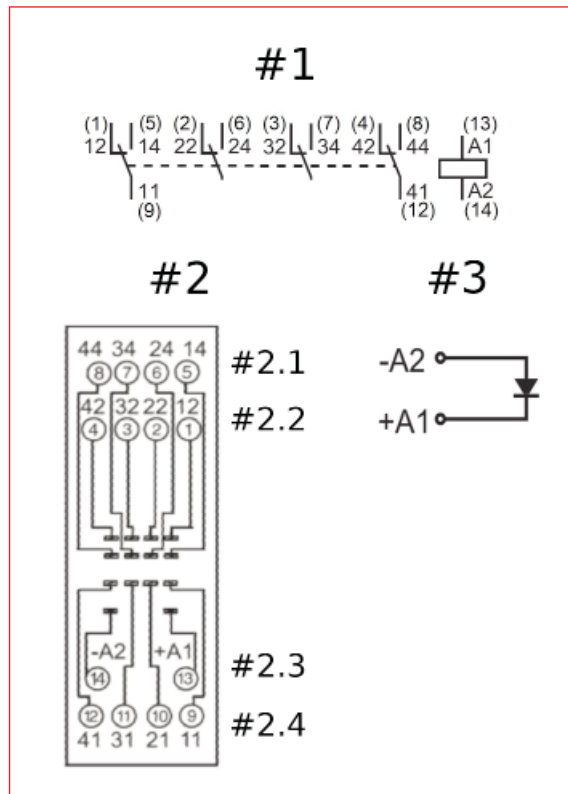 #1
(1) (5) (2) (6) (3) (7) (4) (8) (13)
12 14 22 24 32 34 42 44 A1
11 41 A2
(9) (12) (14)
#2 #3
44 34 24 14 #2.1 -A2
8 7 6 5
42 32 22 12 #2.2 +A1
4 3 2 1
-A2 +A1 #2.3
14 13
12 11 10 9 #2.4
41 31 21 11